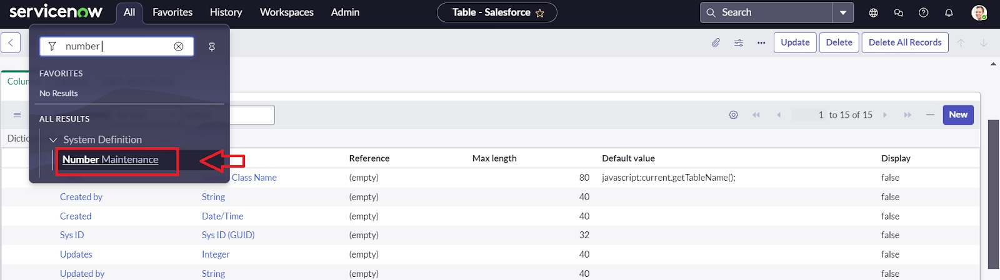 servicenow All Favorites History Workspaces Admin Table - Salesforce Search
number
Update Delete Delete All Records
FAVORITES
Colum
No Results
ALL RESULTS
1 to 15 of 15 New
System Definition
Dictio
Number Maintenance
Reference Max length Default value Display
Class Name (empty) 80 javascript:current.getTableName(); false
Created by String (empty) 40 false
Created Date/Time (empty) 40 false
Sys ID Sys ID (GUID) (empty) 32 false
Updates Integer (empty) 40 false
Updated by String (empty) 40 false